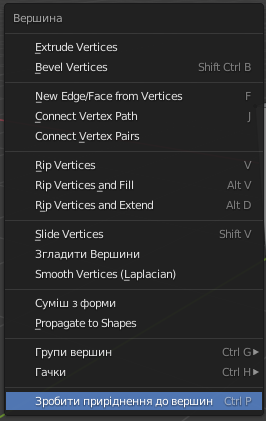 Вершина
Extrude Vertices
Bevel Vertices Shift Ctrl B
New Edge/Face from Vertices F
Connect Vertex Path J
Connect Vertex Pairs
Rip Vertices V
Rip Vertices and Fill Alt V
Rip Vertices and Extend Alt D
Slide Vertices Shift V
Згладити Вершини
Smooth Vertices (Laplacian)
Суміш з форми
Propagate to Shapes
Групи вершин Ctrl G
Гачки Ctrl H
Зробити приріднення до вершин Ctrl P